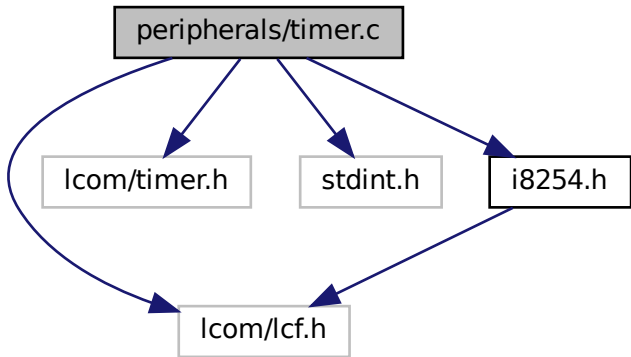 peripherals/timer.c
lcom/timer.h
stdint.h
i8254.h
lcom/lcf.h